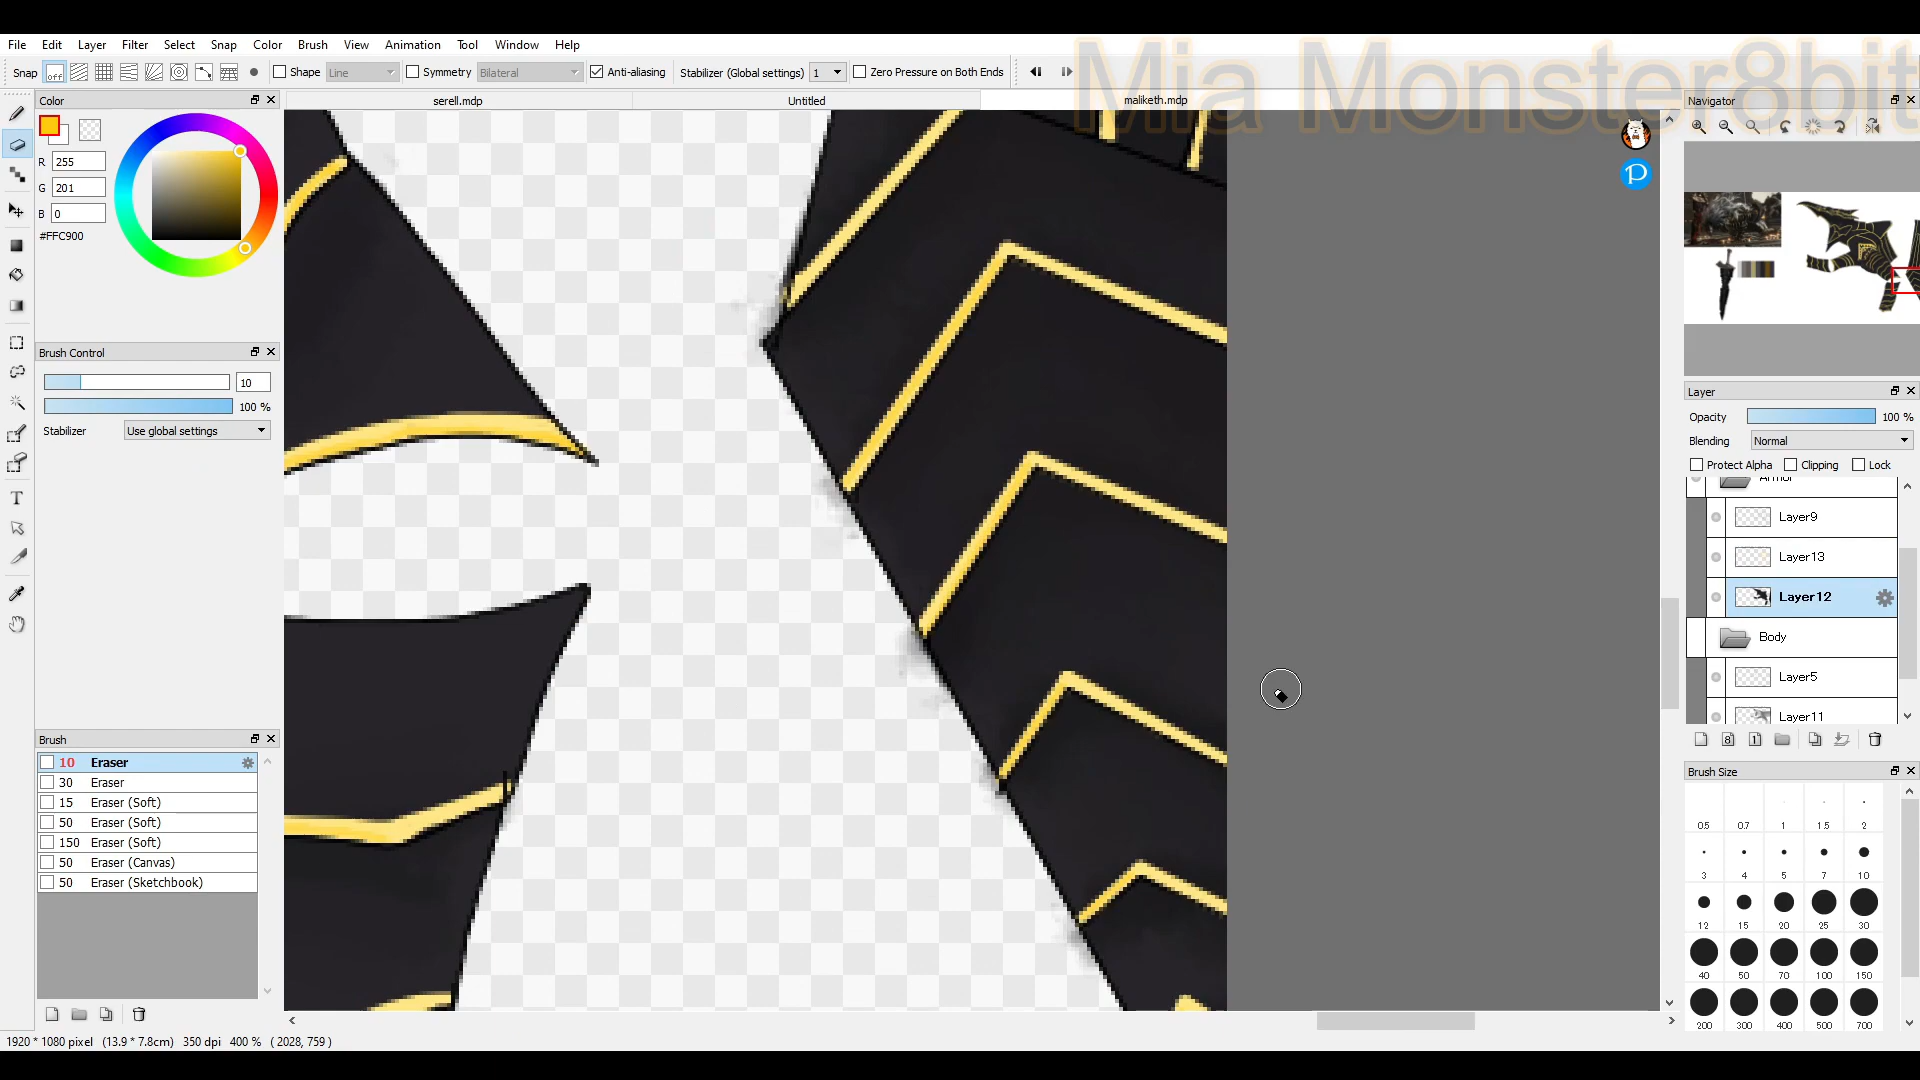 File Edit Layer Filter Select Snap Color Brush View Animation Tool Window Help
Mia Monster8bit
Snap off Shape Line Symmetry Bilateral Anti-aliasing Stabilizer (Global settings) 1 Zero Pressure on Both Ends
Color serell.mdp Untitled maliketh.mdp Navigator
R 255
G 201
B 0
#FFC900
Brush Control
10
100 %
Stabilizer Use global settings
Layer
Opacity 100 %
Blending Normal
Protect Alpha Clipping Lock
Armor
Layer9
Layer13
Layer12
Body
Layer5
Layer11
Brush
10 Eraser
30 Eraser
15 Eraser (Soft)
50 Eraser (Soft)
150 Eraser (Soft)
50 Eraser (Canvas)
50 Eraser (Sketchbook)
Brush Size
0.5 0.7 1 1.5 2
3 4 5 7 10
12 15 20 25 30
40 50 70 100 150
200 300 400 500 700
1920 * 1080 pixel (13.9 * 7.8cm) 350 dpi 400 % ( 2028, 759 )